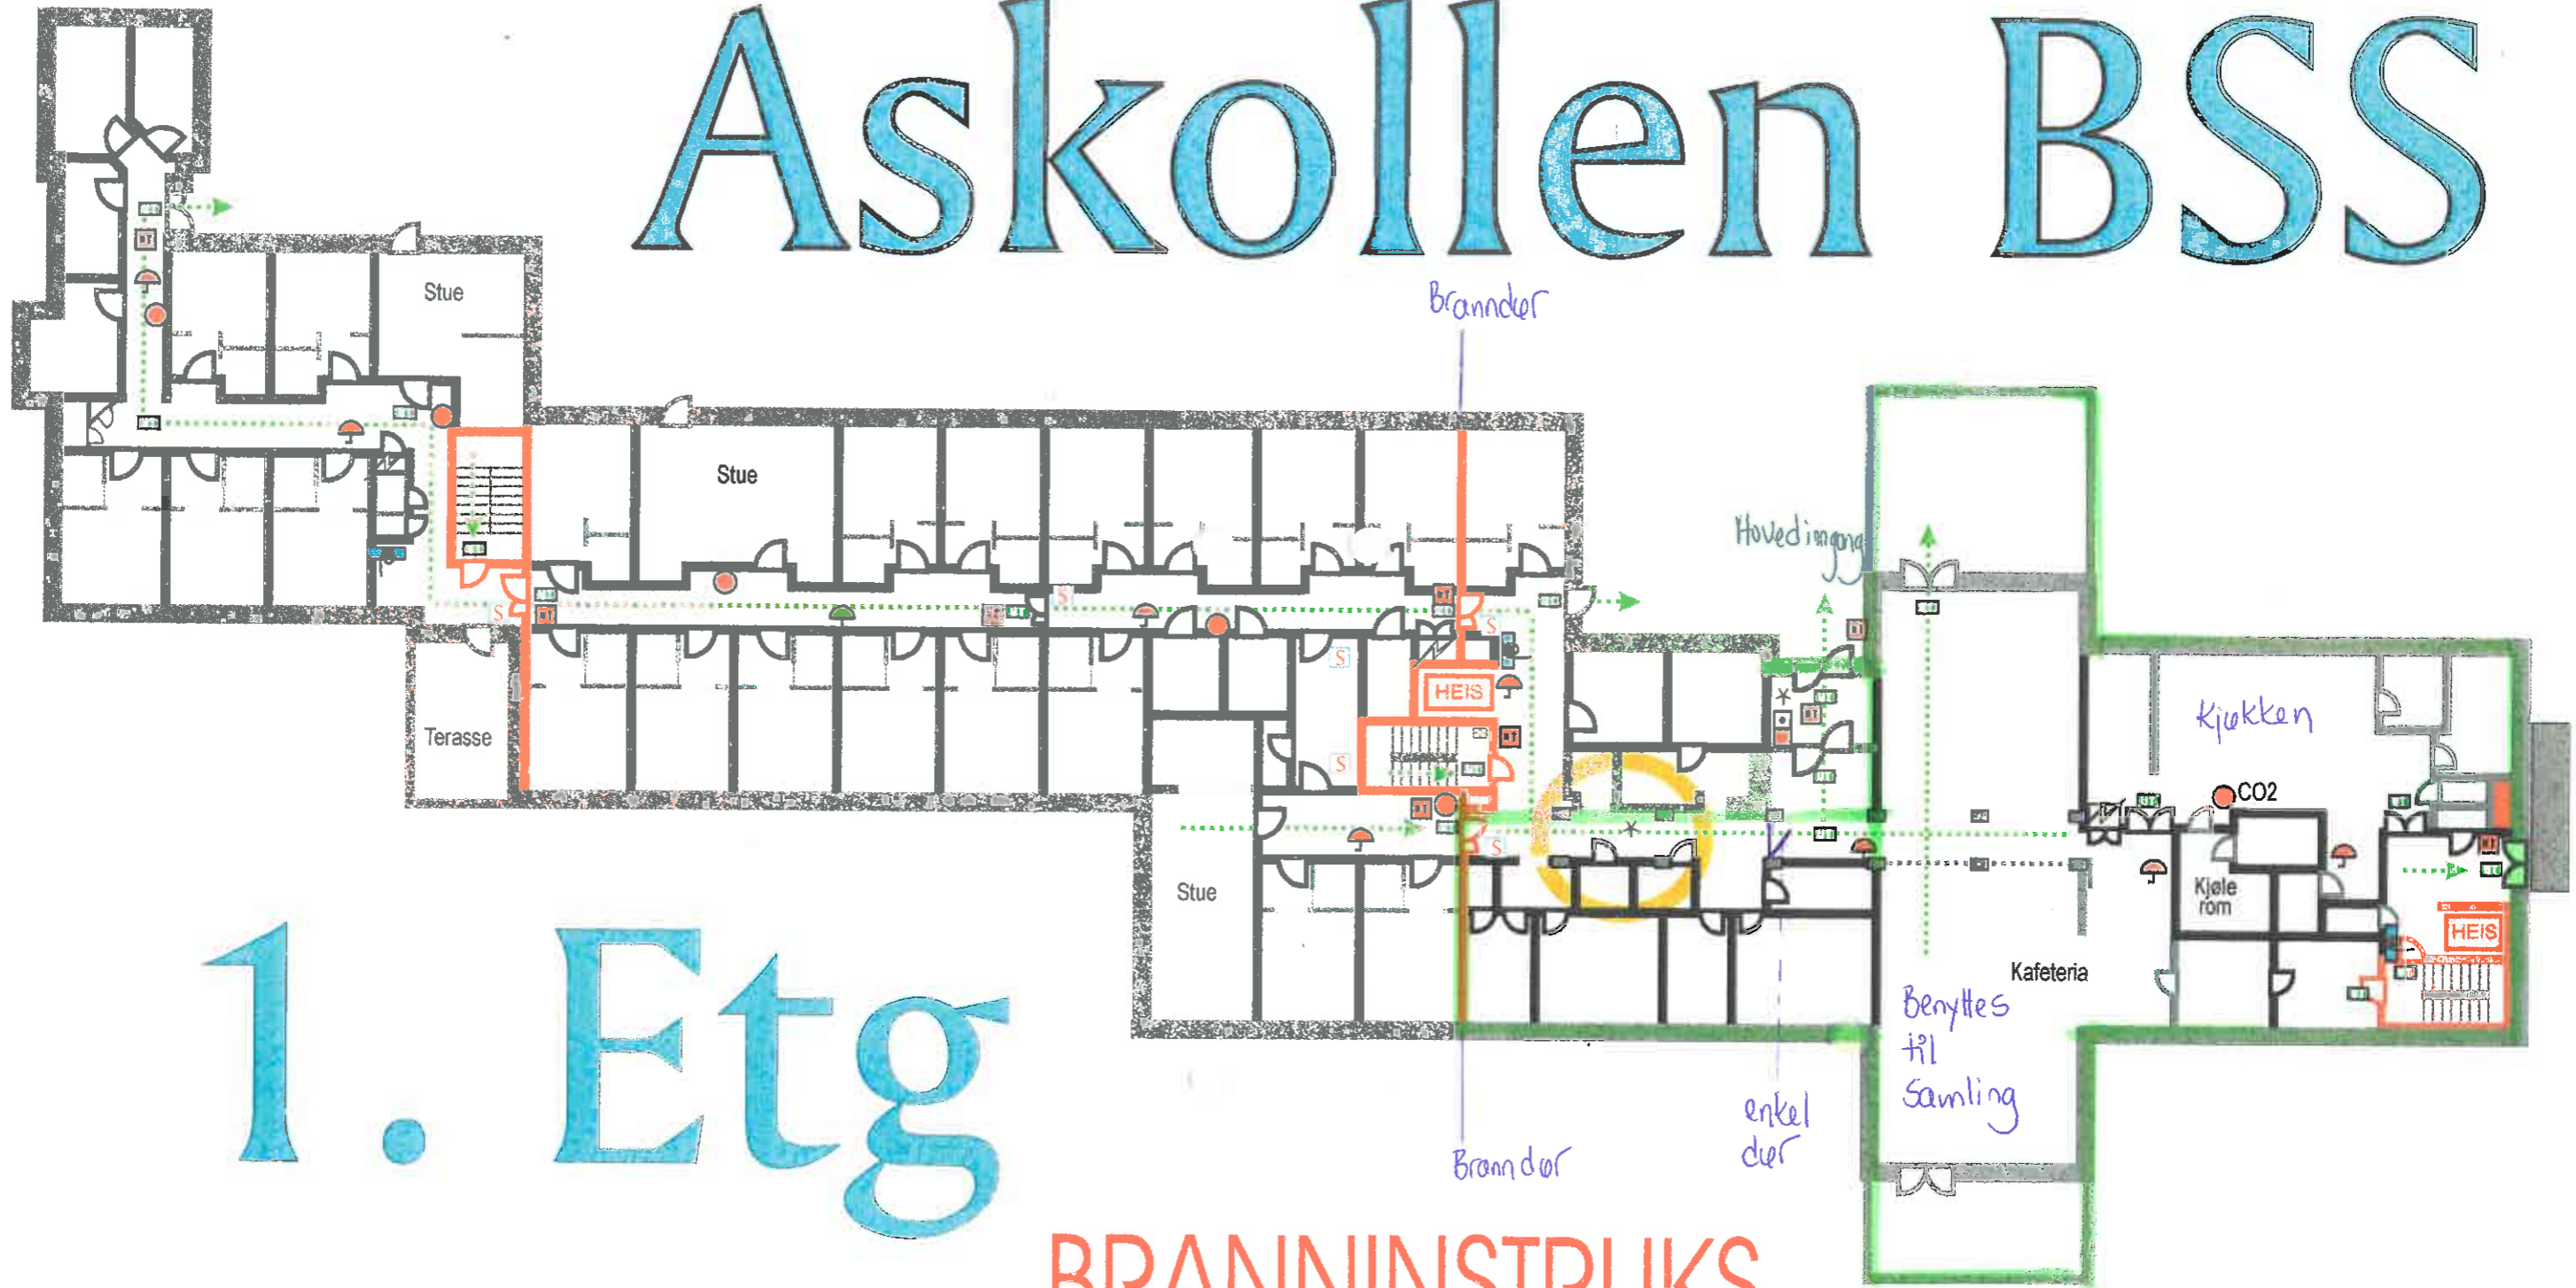 Askollen BSS
Branndør
Stue
Stue
Hovedinngang
HEIS
Kjøkken
Terasse
CO2
Stue
Kjøle
rom
HEIS
Kafeteria
Benyttes
til
Samling
1. Etg
enkel
dør
Branndør
BRANNINSTRUKS
S
S
S
S
S
S